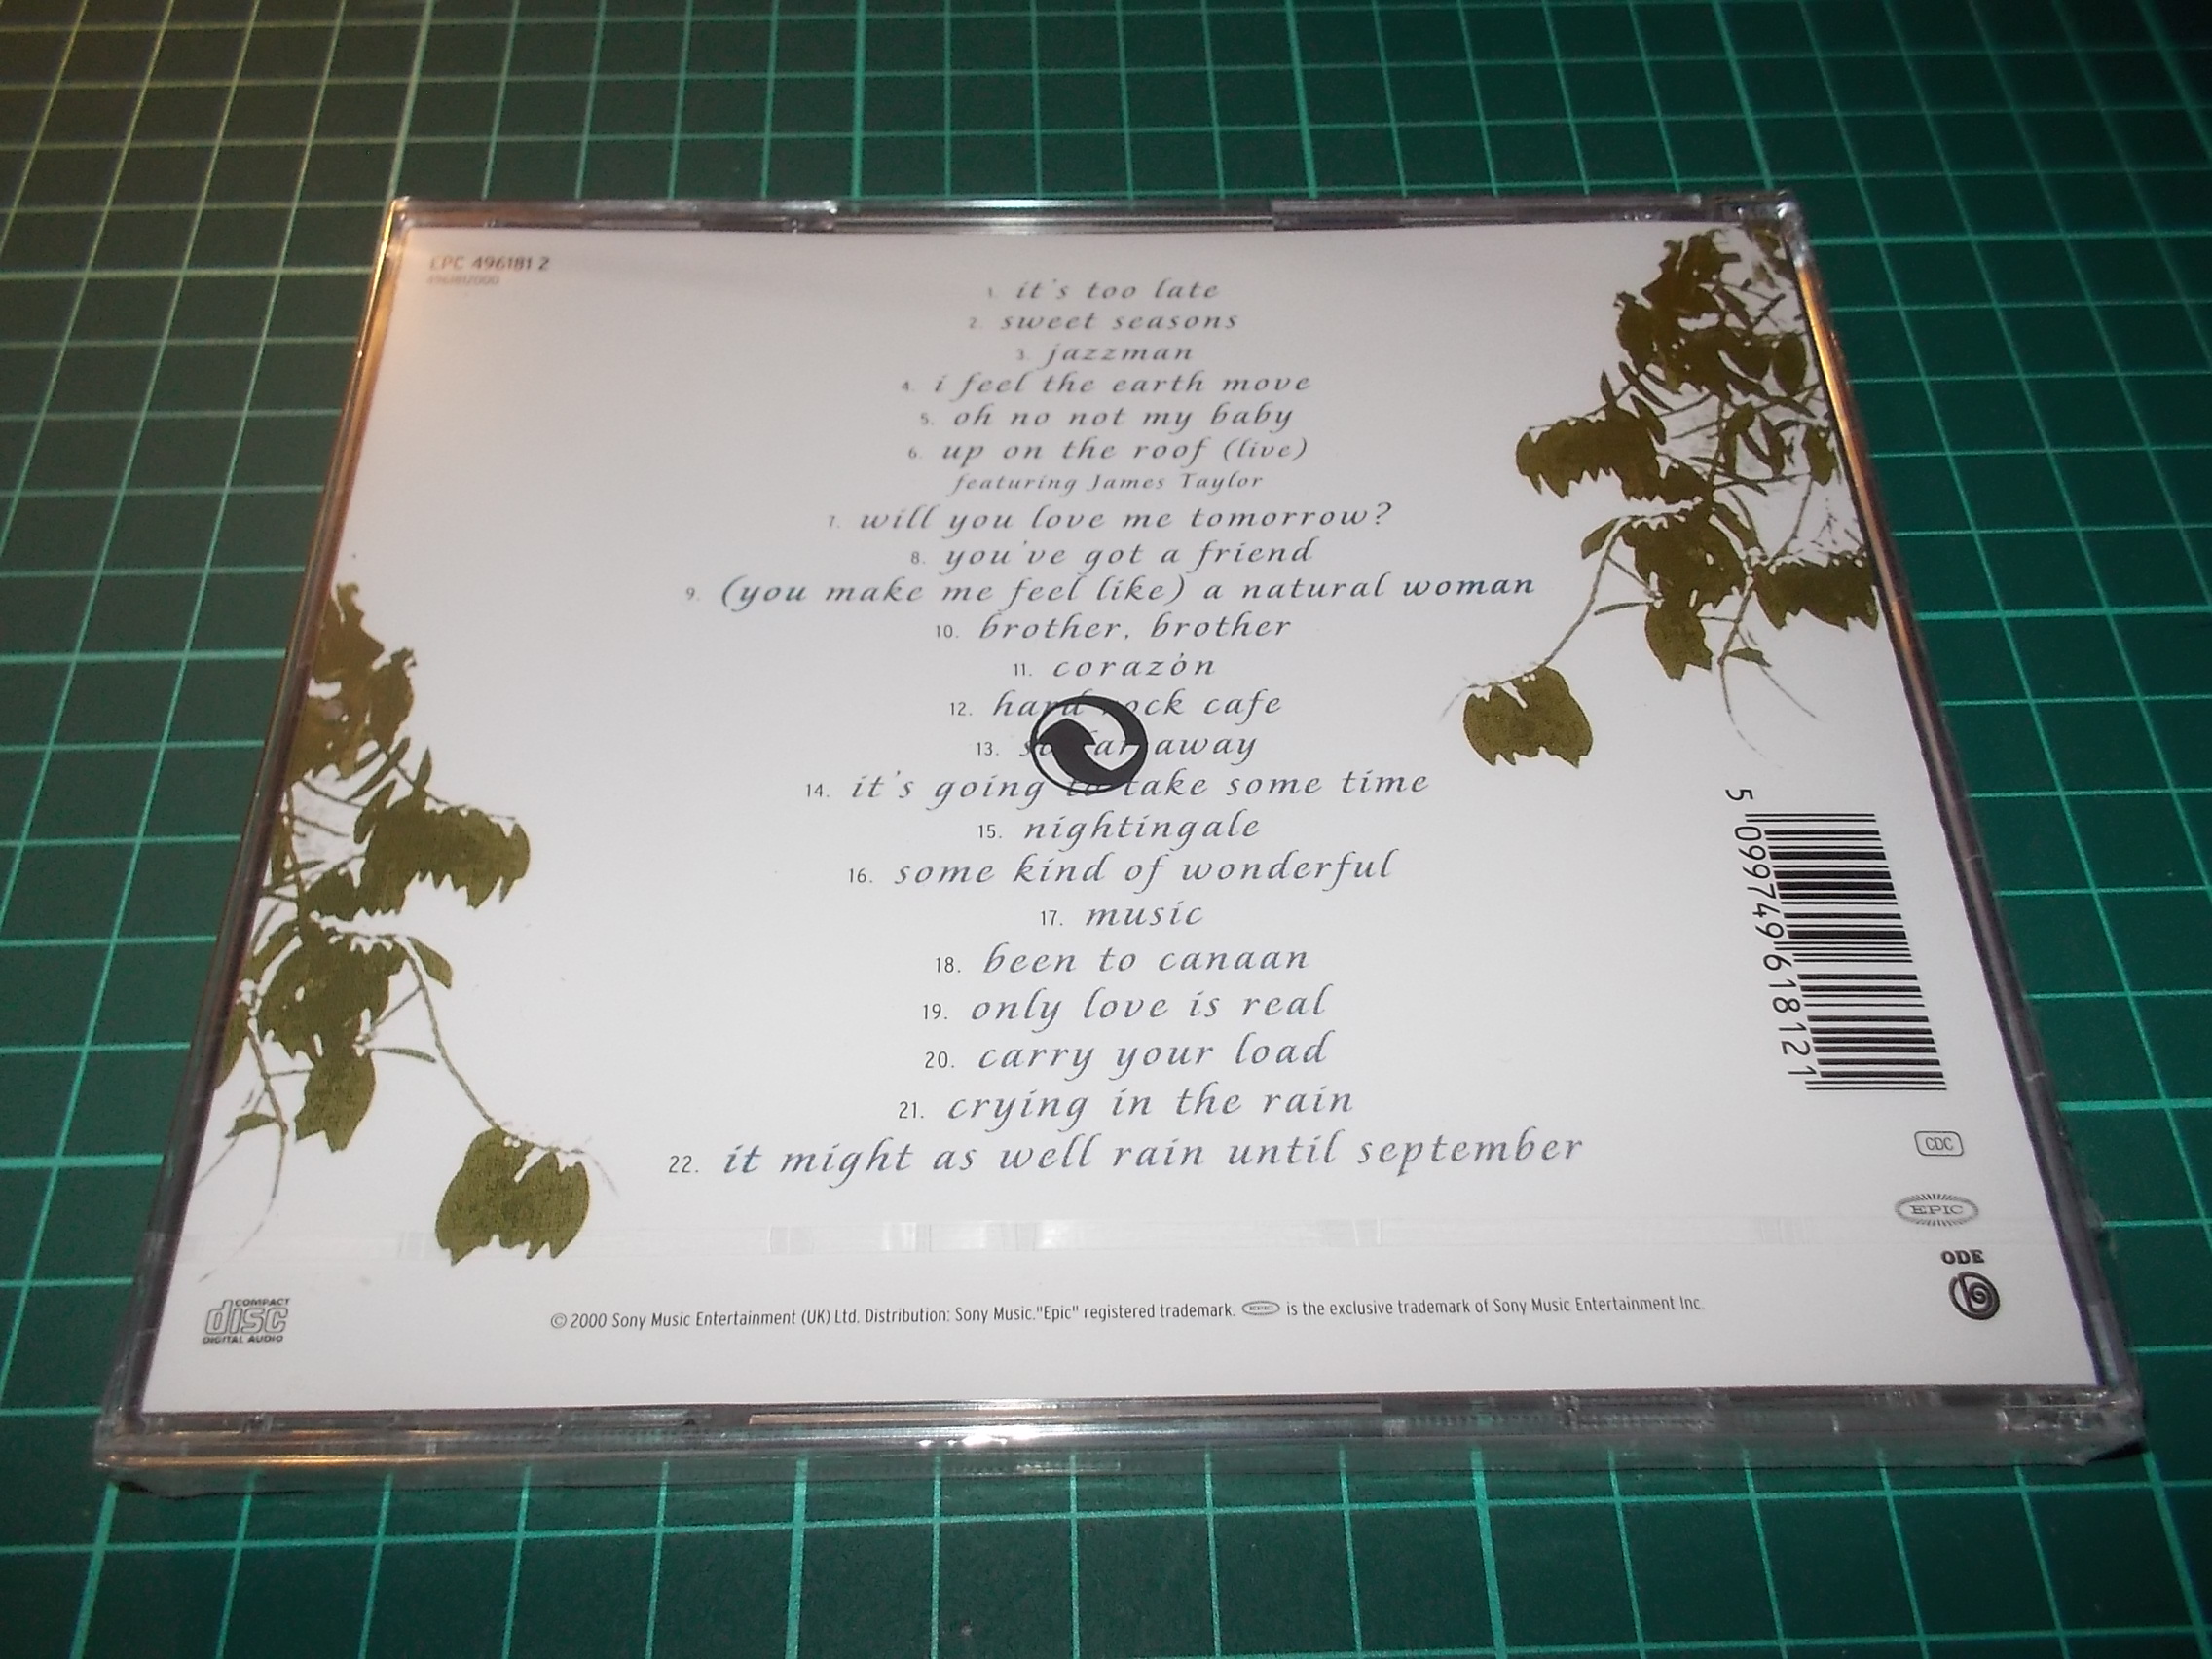 EPC 496181 2
1. it's too late
2. sweet seasons
3. jazzman
4. i feel the earth move
5. oh no not my baby
6. up on the roof (live)
featuring James Taylor
7. will you love me tomorrow?
8. you've got a friend
9. (you make me feel like) a natural woman
10. brother, brother
11. corazón
12. hard rock cafe
13. so far away
14. it's going to take some time
15. nightingale
16. some kind of wonderful
17. music
18. been to canaan
19. only love is real
20. carry your load
21. crying in the rain
22. it might as well rain until september
5 099749 618121
CDC
EPIC
ODE
COMPACT
disc
DIGITAL AUDIO
© 2000 Sony Music Entertainment (UK) Ltd. Distribution: Sony Music. "Epic" registered trademark. is the exclusive trademark of Sony Music Entertainment Inc.